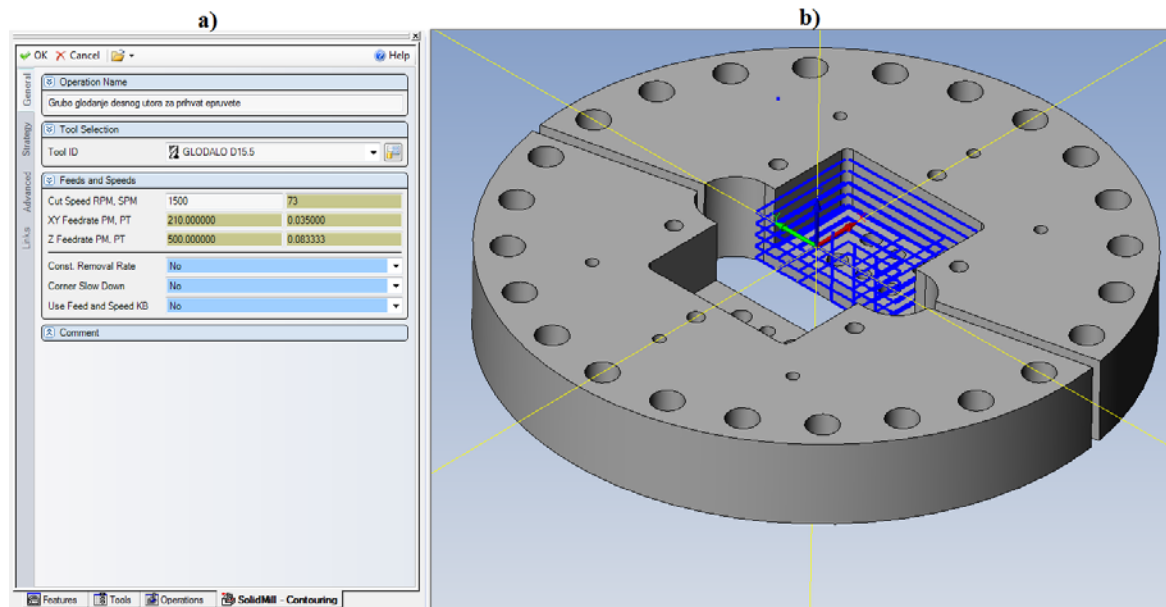 a)
b)
OK Cancel Help
General
Strategy
Advanced
Links
Operation Name
Grubo glodanje desnog utora za prihvat epruvete
Tool Selection
Tool ID GLODALO D15.5
Feeds and Speeds
Cut Speed RPM, SPM 1500 73
XY Feedrate PM, PT 210.000000 0.035000
Z Feedrate PM, PT 500.000000 0.083333
Const. Removal Rate No
Corner Slow Down No
Use Feed and Speed KB No
Comment
Features Tools Operations SolidMill - Contouring